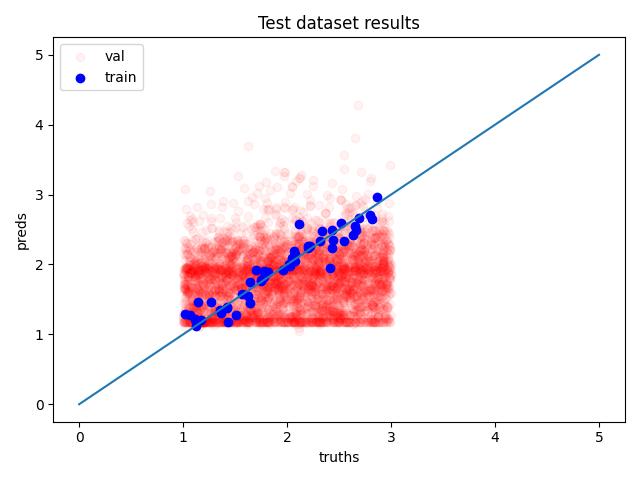 Test dataset results
val
train
preds
5
4
3
2
1
0
0 1 2 3 4 5
truths